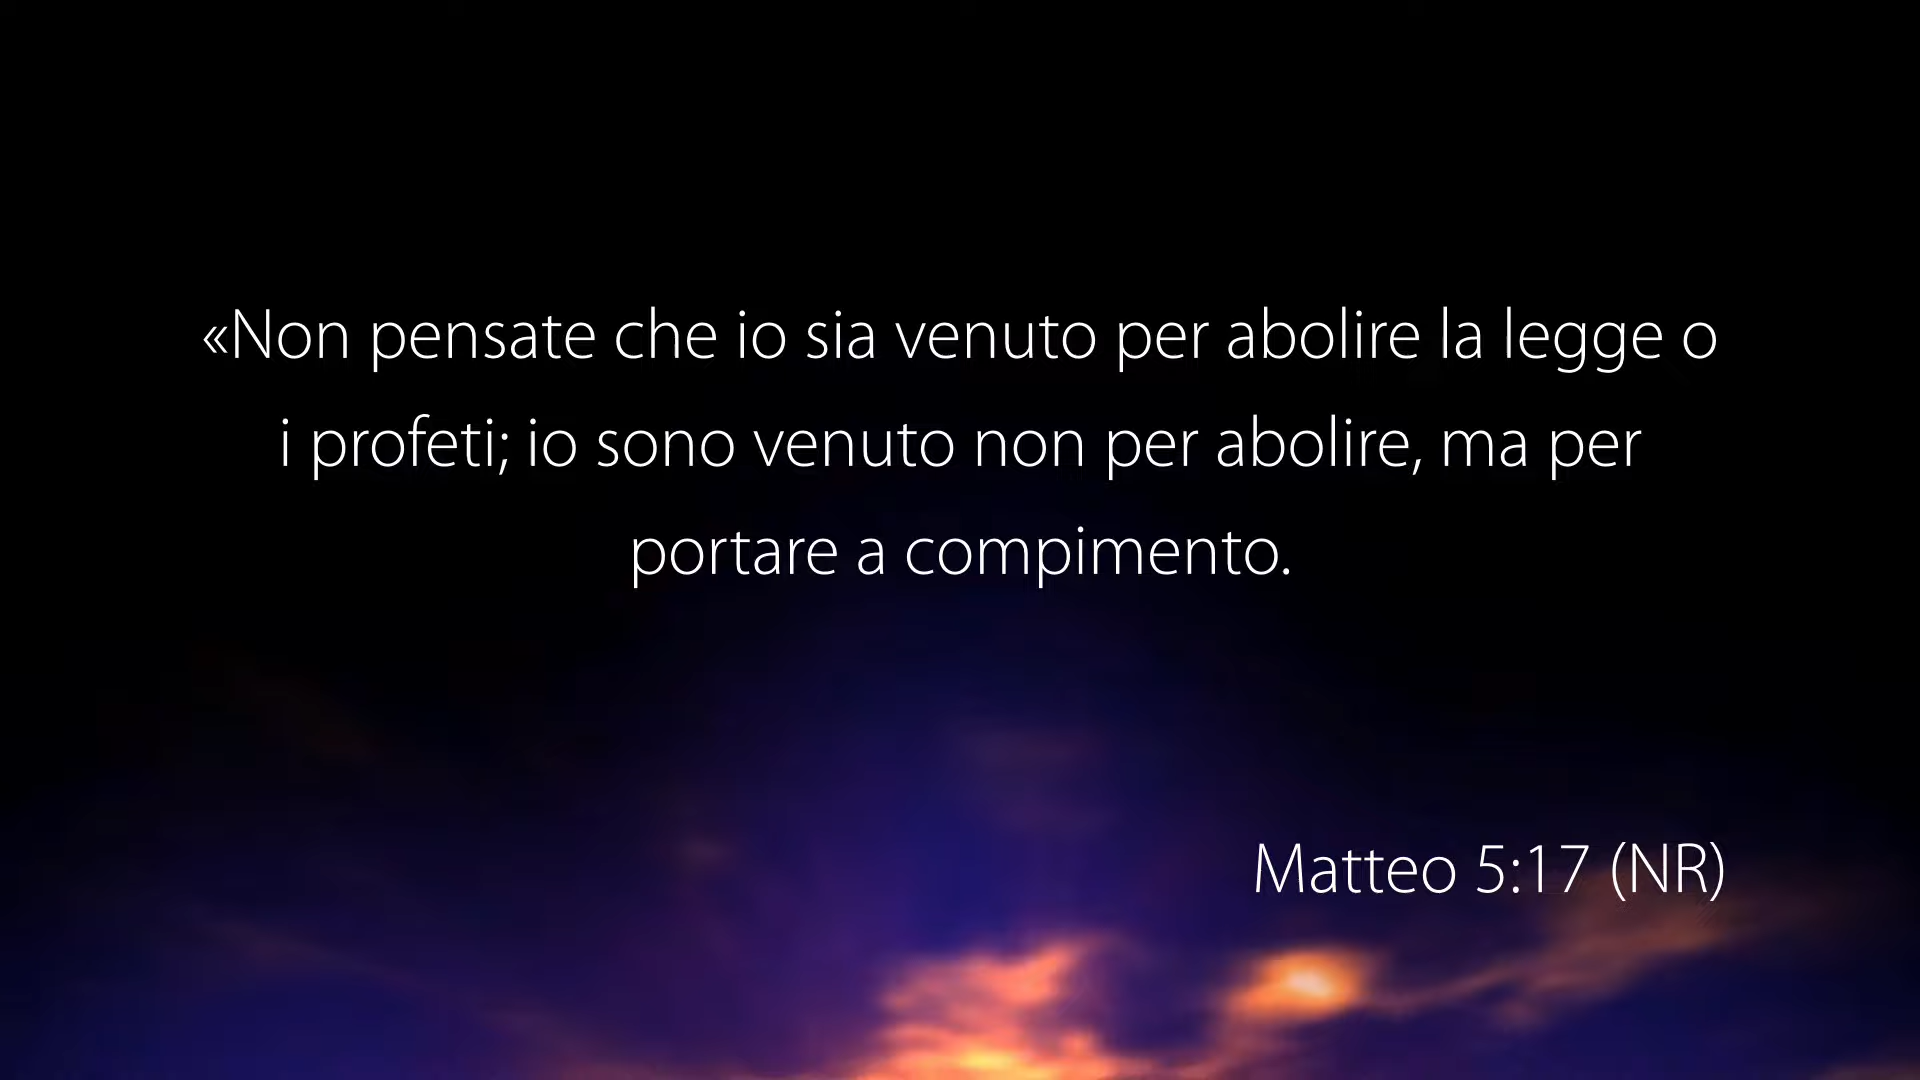 «Non pensate che io sia venuto per abolire la legge o
i profeti; io sono venuto non per abolire, ma per
portare a compimento.
Matteo 5:17 (NR)